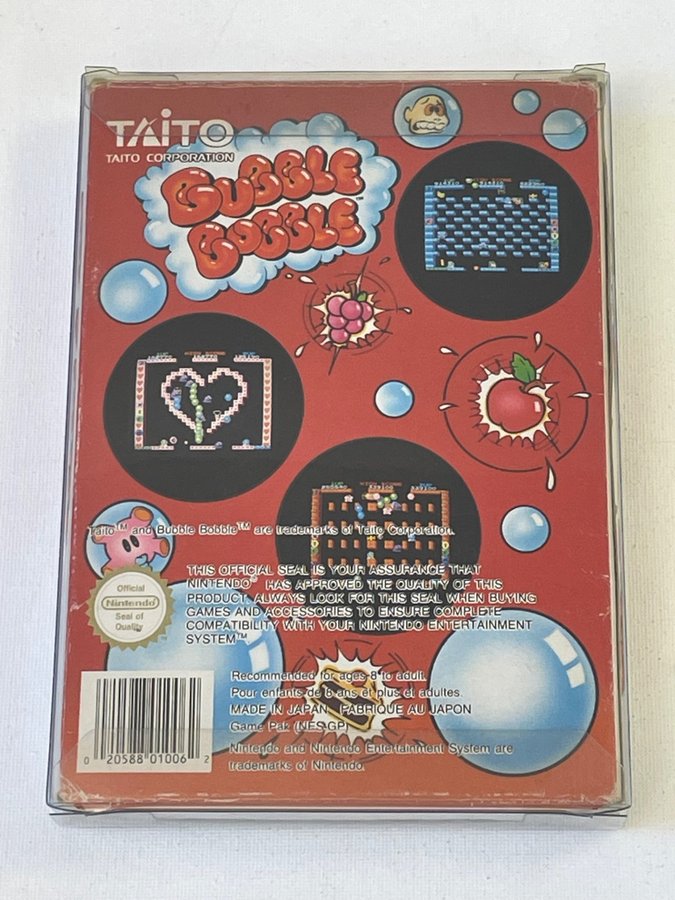 TAITO
TAITO CORPORATION
BUBBLE
BOBBLE™
Taito™ and Bubble Bobble™ are trademarks of Taito Corporation.
THIS OFFICIAL SEAL IS YOUR ASSURANCE THAT
NINTENDO® HAS APPROVED THE QUALITY OF THIS
PRODUCT. ALWAYS LOOK FOR THIS SEAL WHEN BUYING
GAMES AND ACCESSORIES TO ENSURE COMPLETE
COMPATIBILITY WITH YOUR NINTENDO ENTERTAINMENT
SYSTEM™.
Official
Nintendo
Seal of
Quality
Recommended for ages 8 to adult.
Pour enfants de 8 ans et plus et adultes.
MADE IN JAPAN FABRIQUE AU JAPON
Game Pak (NES-GP)
Nintendo and Nintendo Entertainment System are
trademarks of Nintendo.
0 20588 01006 2